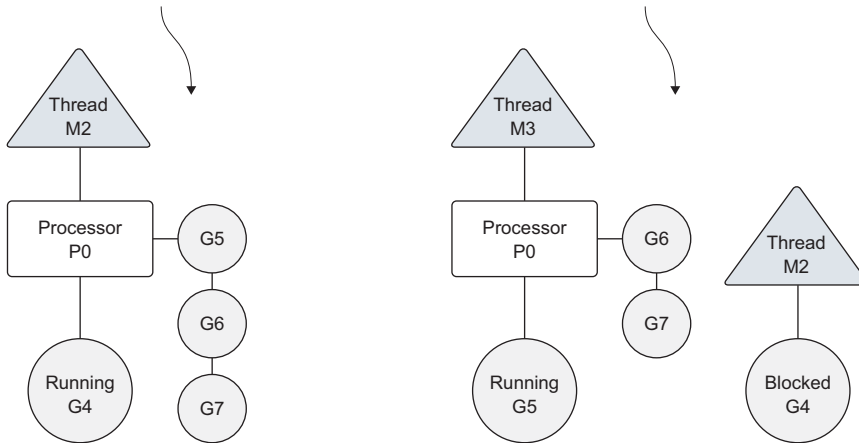 Thread
M2
Processor
P0
G5
G6
G7
Running
G4
Thread
M3
Processor
P0
G6
G7
Running
G5
Thread
M2
Blocked
G4